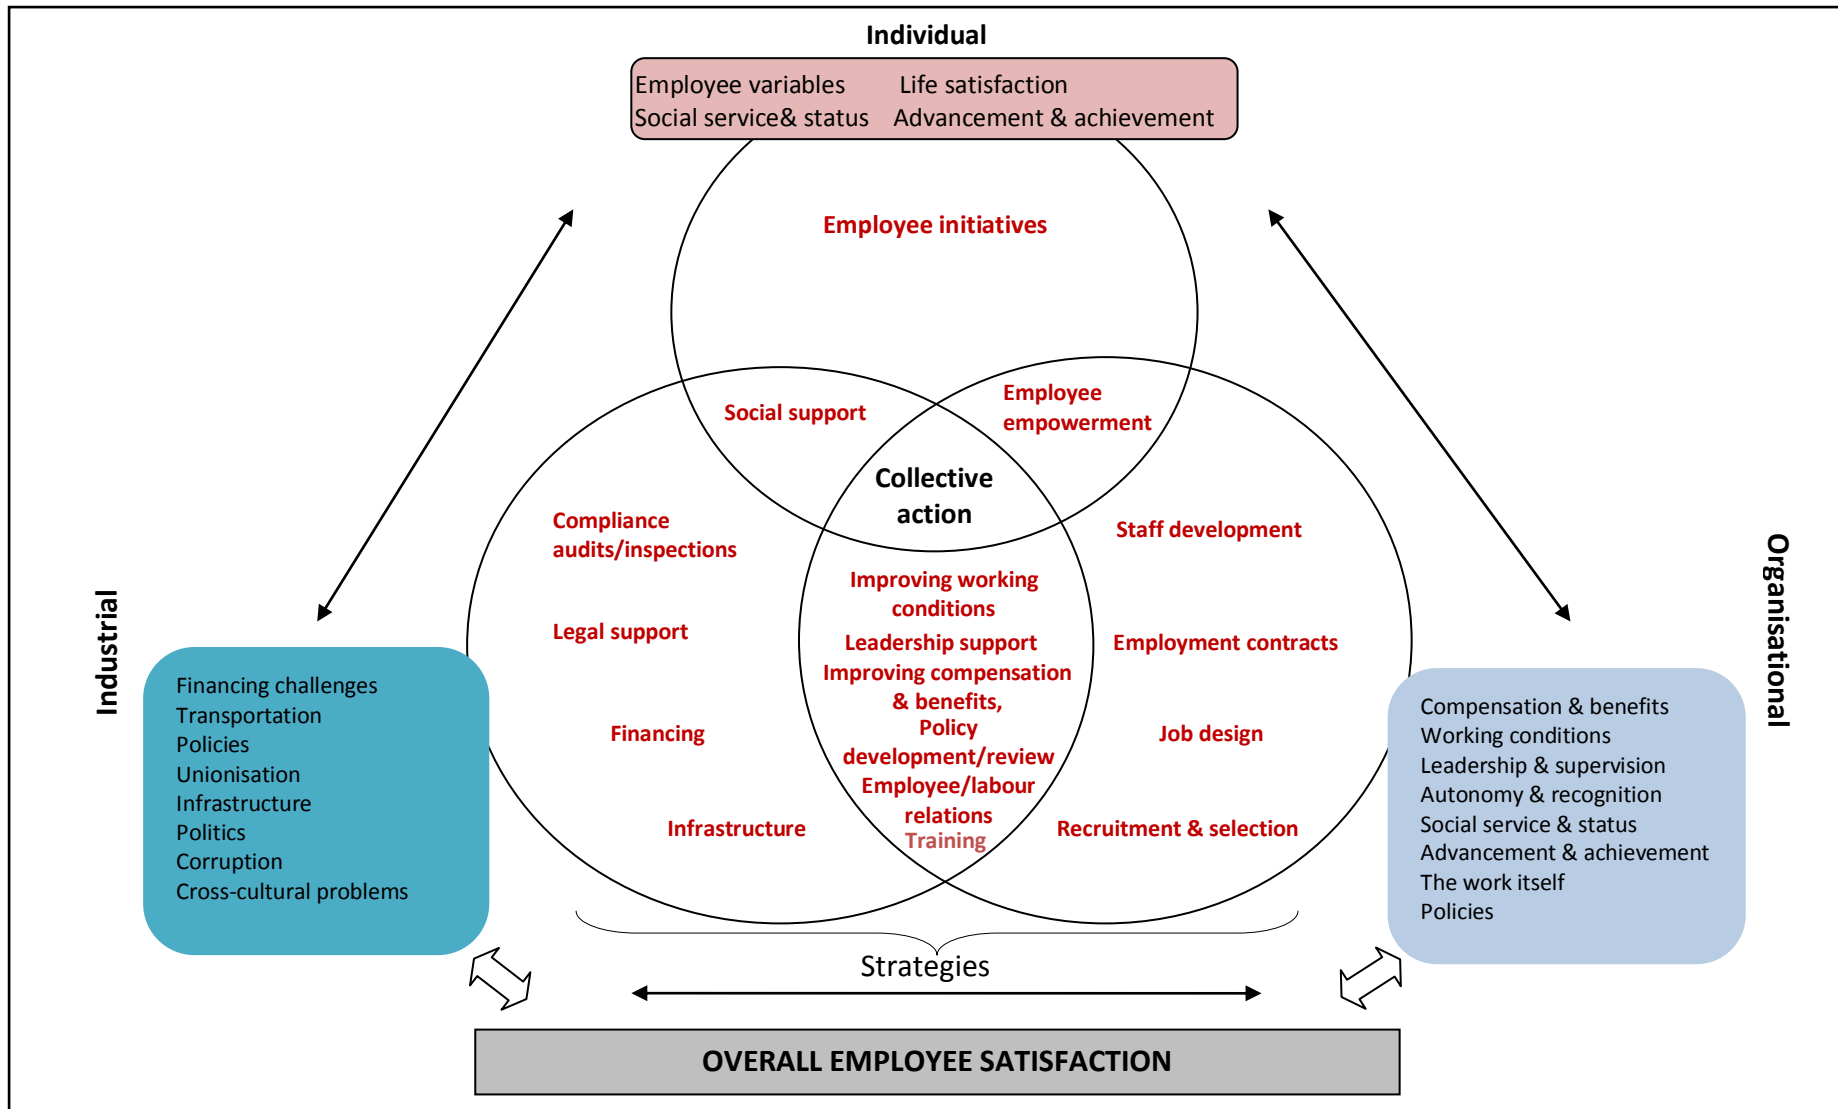 Individual
Employee variables Life satisfaction
Social service& status Advancement & achievement
Employee initiatives
Social support
Employee
empowerment
Collective
action
Compliance
audits/inspections
Legal support
Financing
Infrastructure
Improving working
conditions
Leadership support
Improving compensation
& benefits,
Policy
development/review
Employee/labour
relations
Training
Staff development
Employment contracts
Job design
Recruitment & selection
Industrial
Financing challenges
Transportation
Policies
Unionisation
Infrastructure
Politics
Corruption
Cross-cultural problems
Organisational
Compensation & benefits
Working conditions
Leadership & supervision
Autonomy & recognition
Social service & status
Advancement & achievement
The work itself
Policies
Strategies
OVERALL EMPLOYEE SATISFACTION